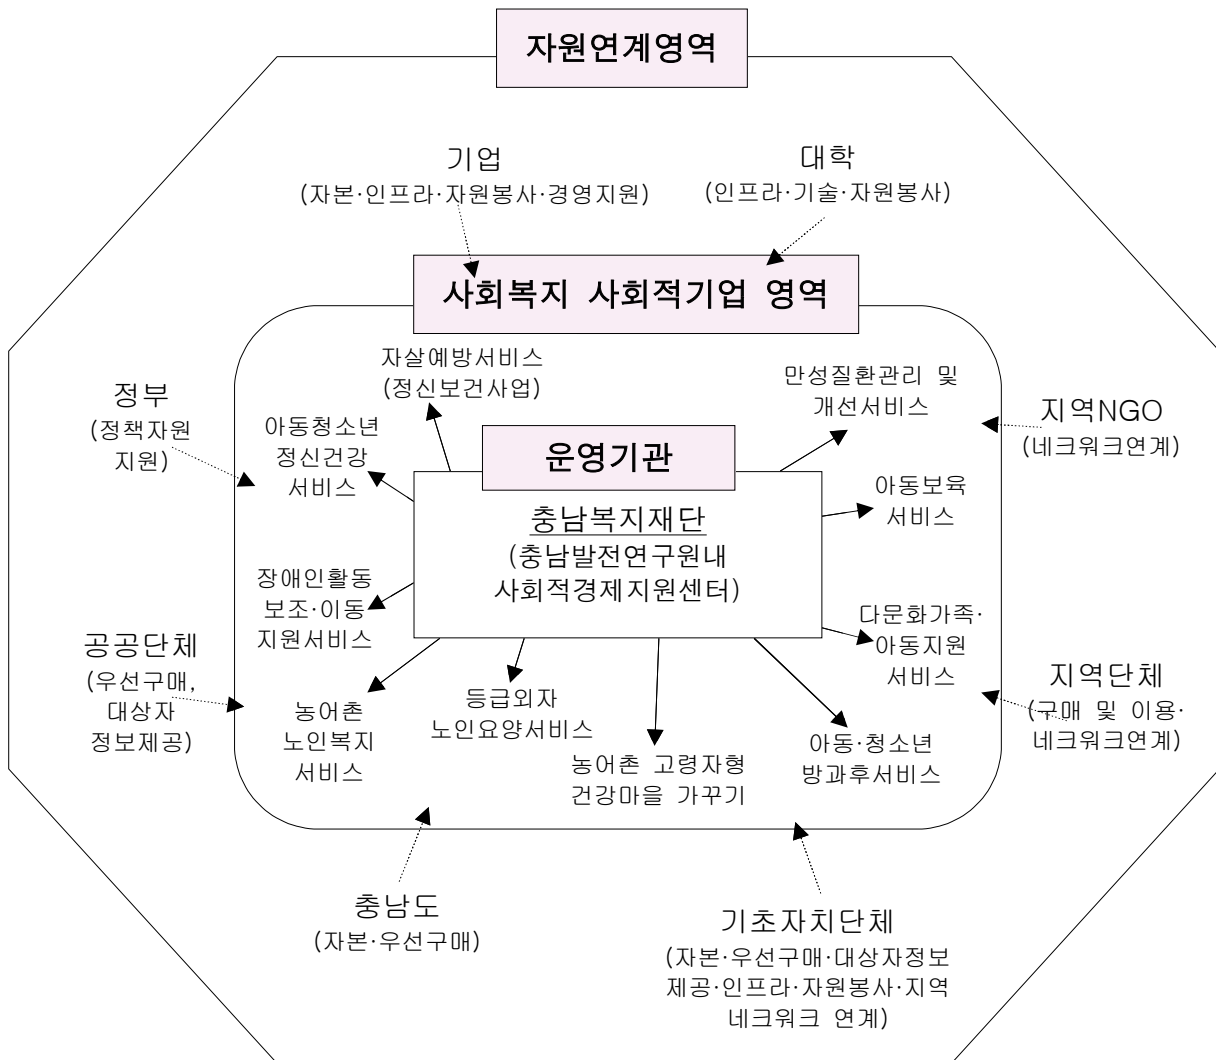 자원연계영역
기업
(자본·인프라·자원봉사·경영지원)
대학
(인프라·기술·자원봉사)
사회복지 사회적기업 영역
정부
(정책자원
지원)
지역NGO
(네크워크연계)
자살예방서비스
(정신보건사업)
만성질환관리 및
개선서비스
아동청소년
정신건강
서비스
운영기관
충남복지재단
(충남발전연구원내
사회적경제지원센터)
아동보육
서비스
장애인활동
보조·이동
지원서비스
다문화가족·
아동지원
서비스
공공단체
(우선구매,
대상자
정보제공)
지역단체
(구매 및 이용·
네크워크연계)
농어촌
노인복지
서비스
등급외자
노인요양서비스
농어촌 고령자형
건강마을 가꾸기
아동·청소년
방과후서비스
충남도
(자본·우선구매)
기초자치단체
(자본·우선구매·대상자정보
제공·인프라·자원봉사·지역
네크워크 연계)